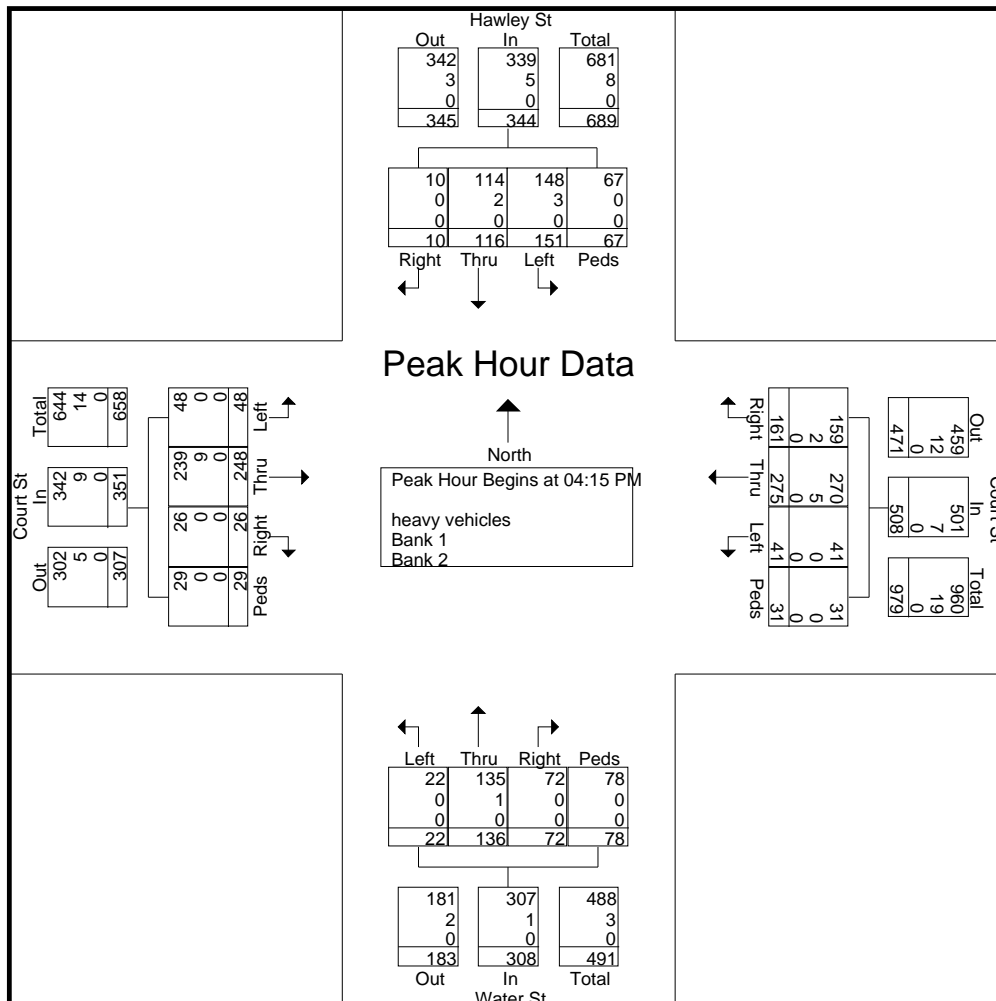 Hawley St
Out In Total
342 339 681
3 5 8
0 0 0
345 344 689
10 114 148 67
0 2 3 0
0 0 0 0
10 116 151 67
Right Thru Left Peds
Peak Hour Data
North
Peak Hour Begins at 04:15 PM
heavy vehicles
Bank 1
Bank 2
Court St
Total
644 14 0 658
In
342 9 0 351
Out
302 5 0 307
48 0 0 48 Left
239 9 0 248 Thru
26 0 0 26 Right
29 0 0 29 Peds
Right 161 0 2 159
Thru 275 0 5 270
Left 41 0 0 41
Peds 31 0 0 31
Out
459 12 0 471
In
501 7 0 508
Total
960 19 0 979
Court St
Left Thru Right Peds
22 135 72 78
0 1 0 0
0 0 0 0
22 136 72 78
181 307 488
2 1 3
0 0 0
183 308 491
Out In Total
Water St